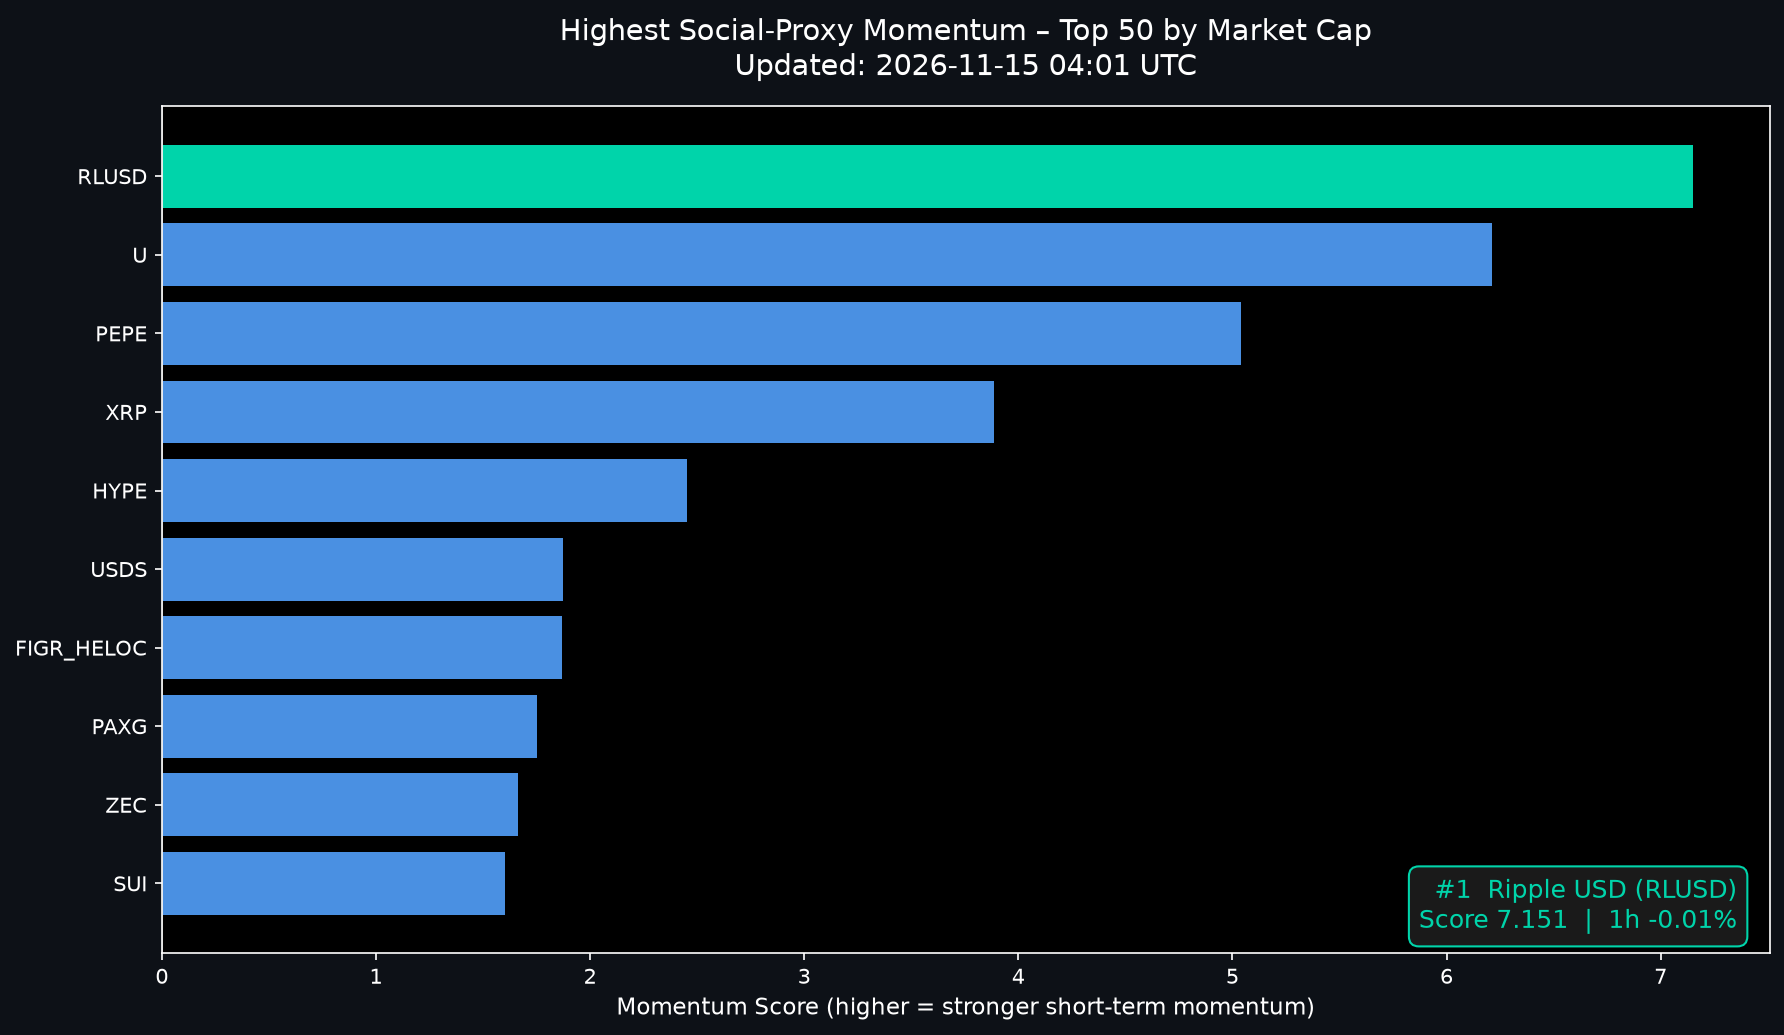 Highest Social-Proxy Momentum – Top 50 by Market Cap
Updated: 2026-11-15 04:01 UTC
RLUSD
U
PEPE
XRP
HYPE
USDS
FIGR_HELOC
PAXG
ZEC
SUI
#1  Ripple USD (RLUSD)
Score 7.151  |  1h -0.01%
0 1 2 3 4 5 6 7
Momentum Score (higher = stronger short-term momentum)